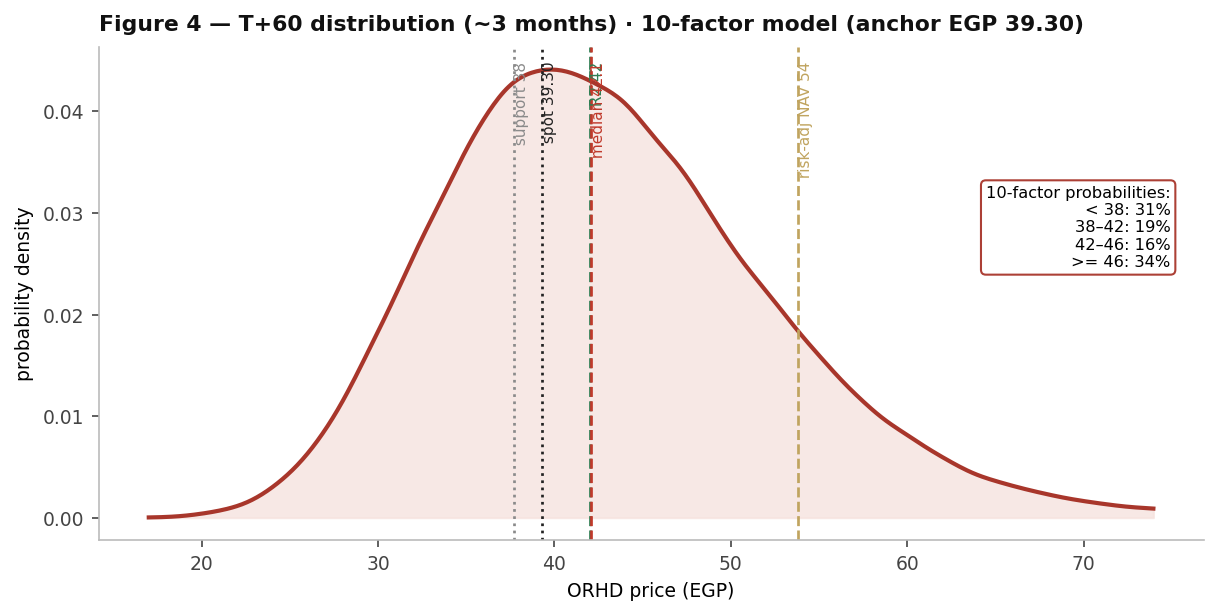 Figure 4 — T+60 distribution (~3 months) · 10-factor model (anchor EGP 39.30)
probability density
0.04
0.03
0.02
0.01
0.00
support 38
spot 39.30
median 42
risk-adj NAV 54
10-factor probabilities:
< 38: 31%
38–42: 19%
42–46: 16%
>= 46: 34%
20
30
40
50
60
70
ORHD price (EGP)